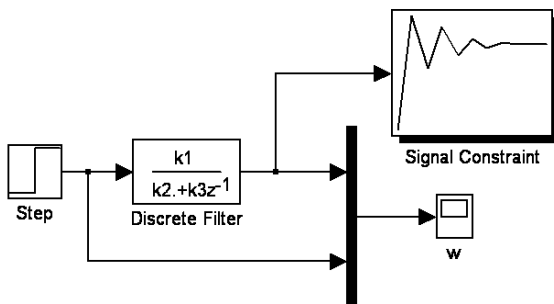 Signal Constraint
k1
k2.+k3z-1
Step
Discrete Filter
w